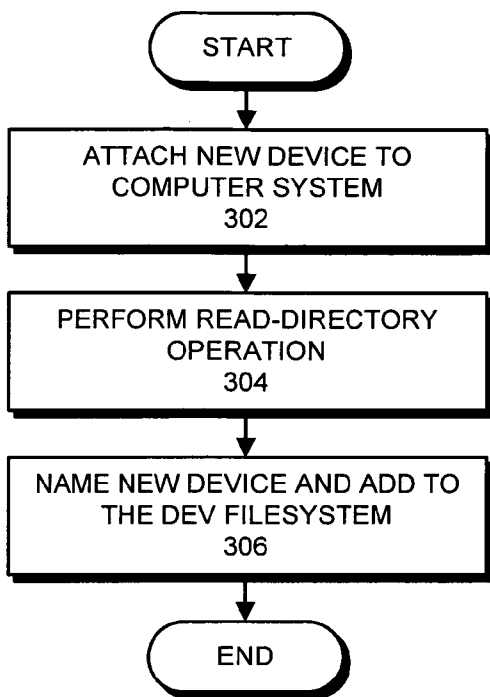 START
ATTACH NEW DEVICE TO
COMPUTER SYSTEM
302
PERFORM READ-DIRECTORY
OPERATION
304
NAME NEW DEVICE AND ADD TO
THE DEV FILESYSTEM
306
END